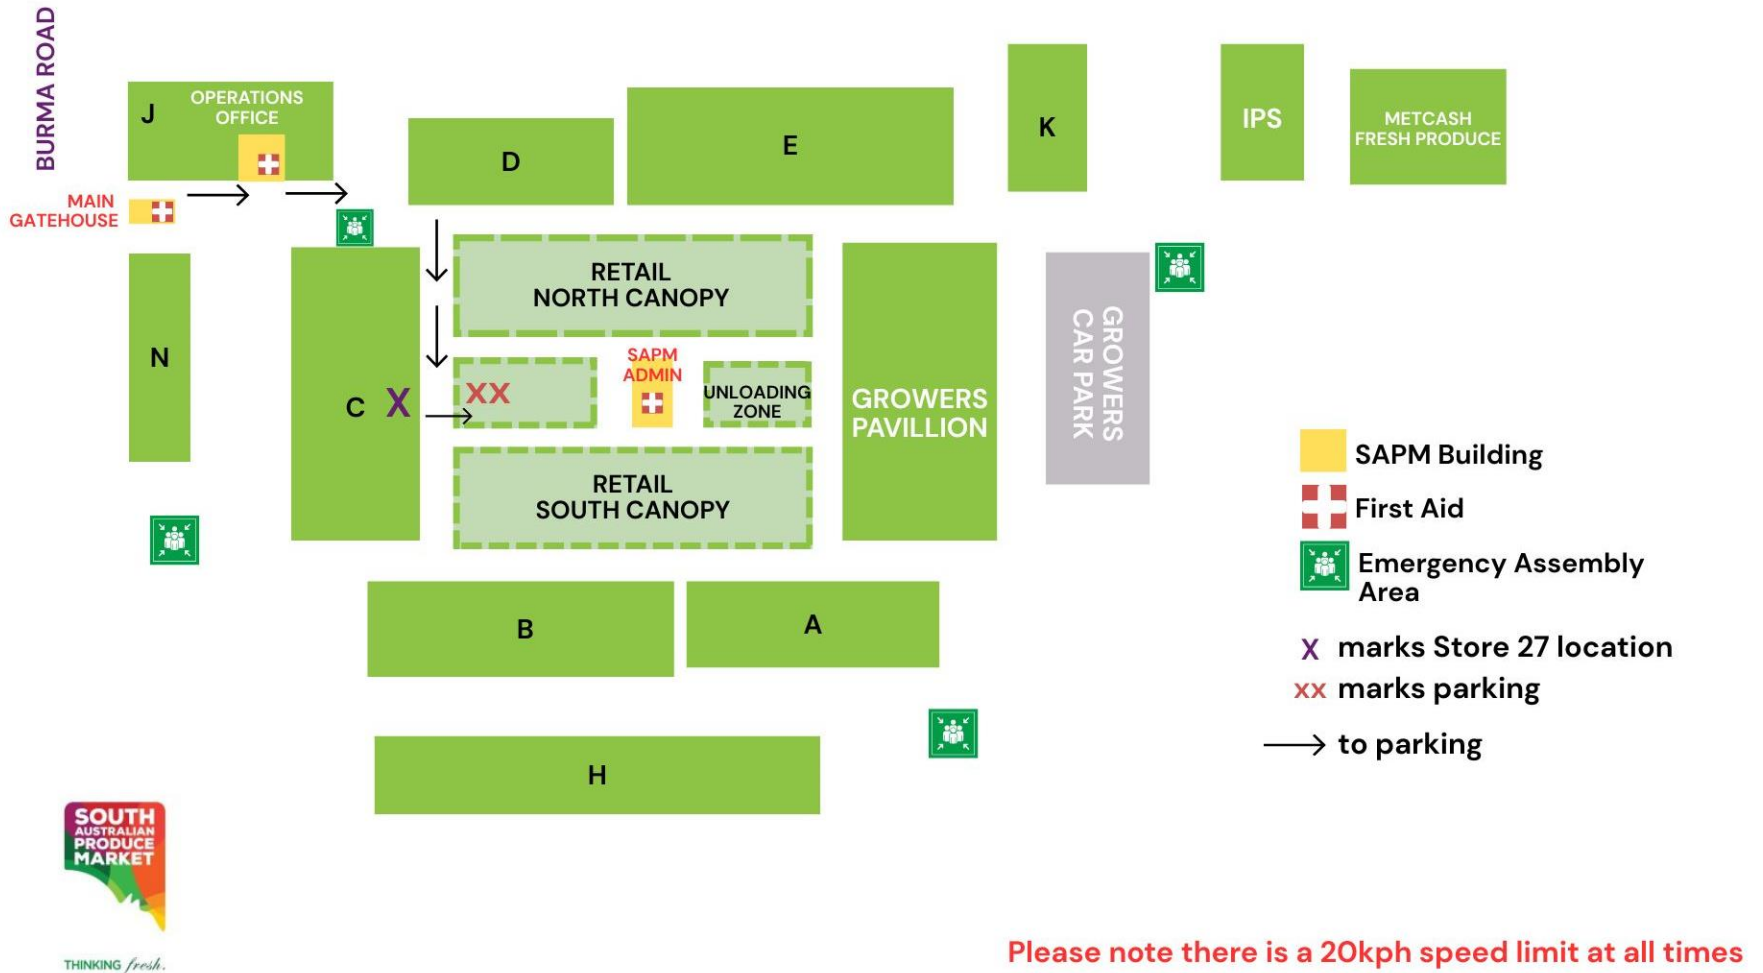 BURMA ROAD
J
OPERATIONS
OFFICE
MAIN
GATEHOUSE
D
E
K
IPS
METCASH
FRESH PRODUCE
RETAIL
NORTH CANOPY
N
C
X
XX
SAPM
ADMIN
UNLOADING
ZONE
GROWERS
PAVILLION
GROWERS
CAR PARK
RETAIL
SOUTH CANOPY
B
A
H
SAPM Building
First Aid
Emergency Assembly
Area
X marks Store 27 location
xx marks parking
to parking
SOUTH
AUSTRALIAN
PRODUCE
MARKET
THINKING fresh.
Please note there is a 20kph speed limit at all times